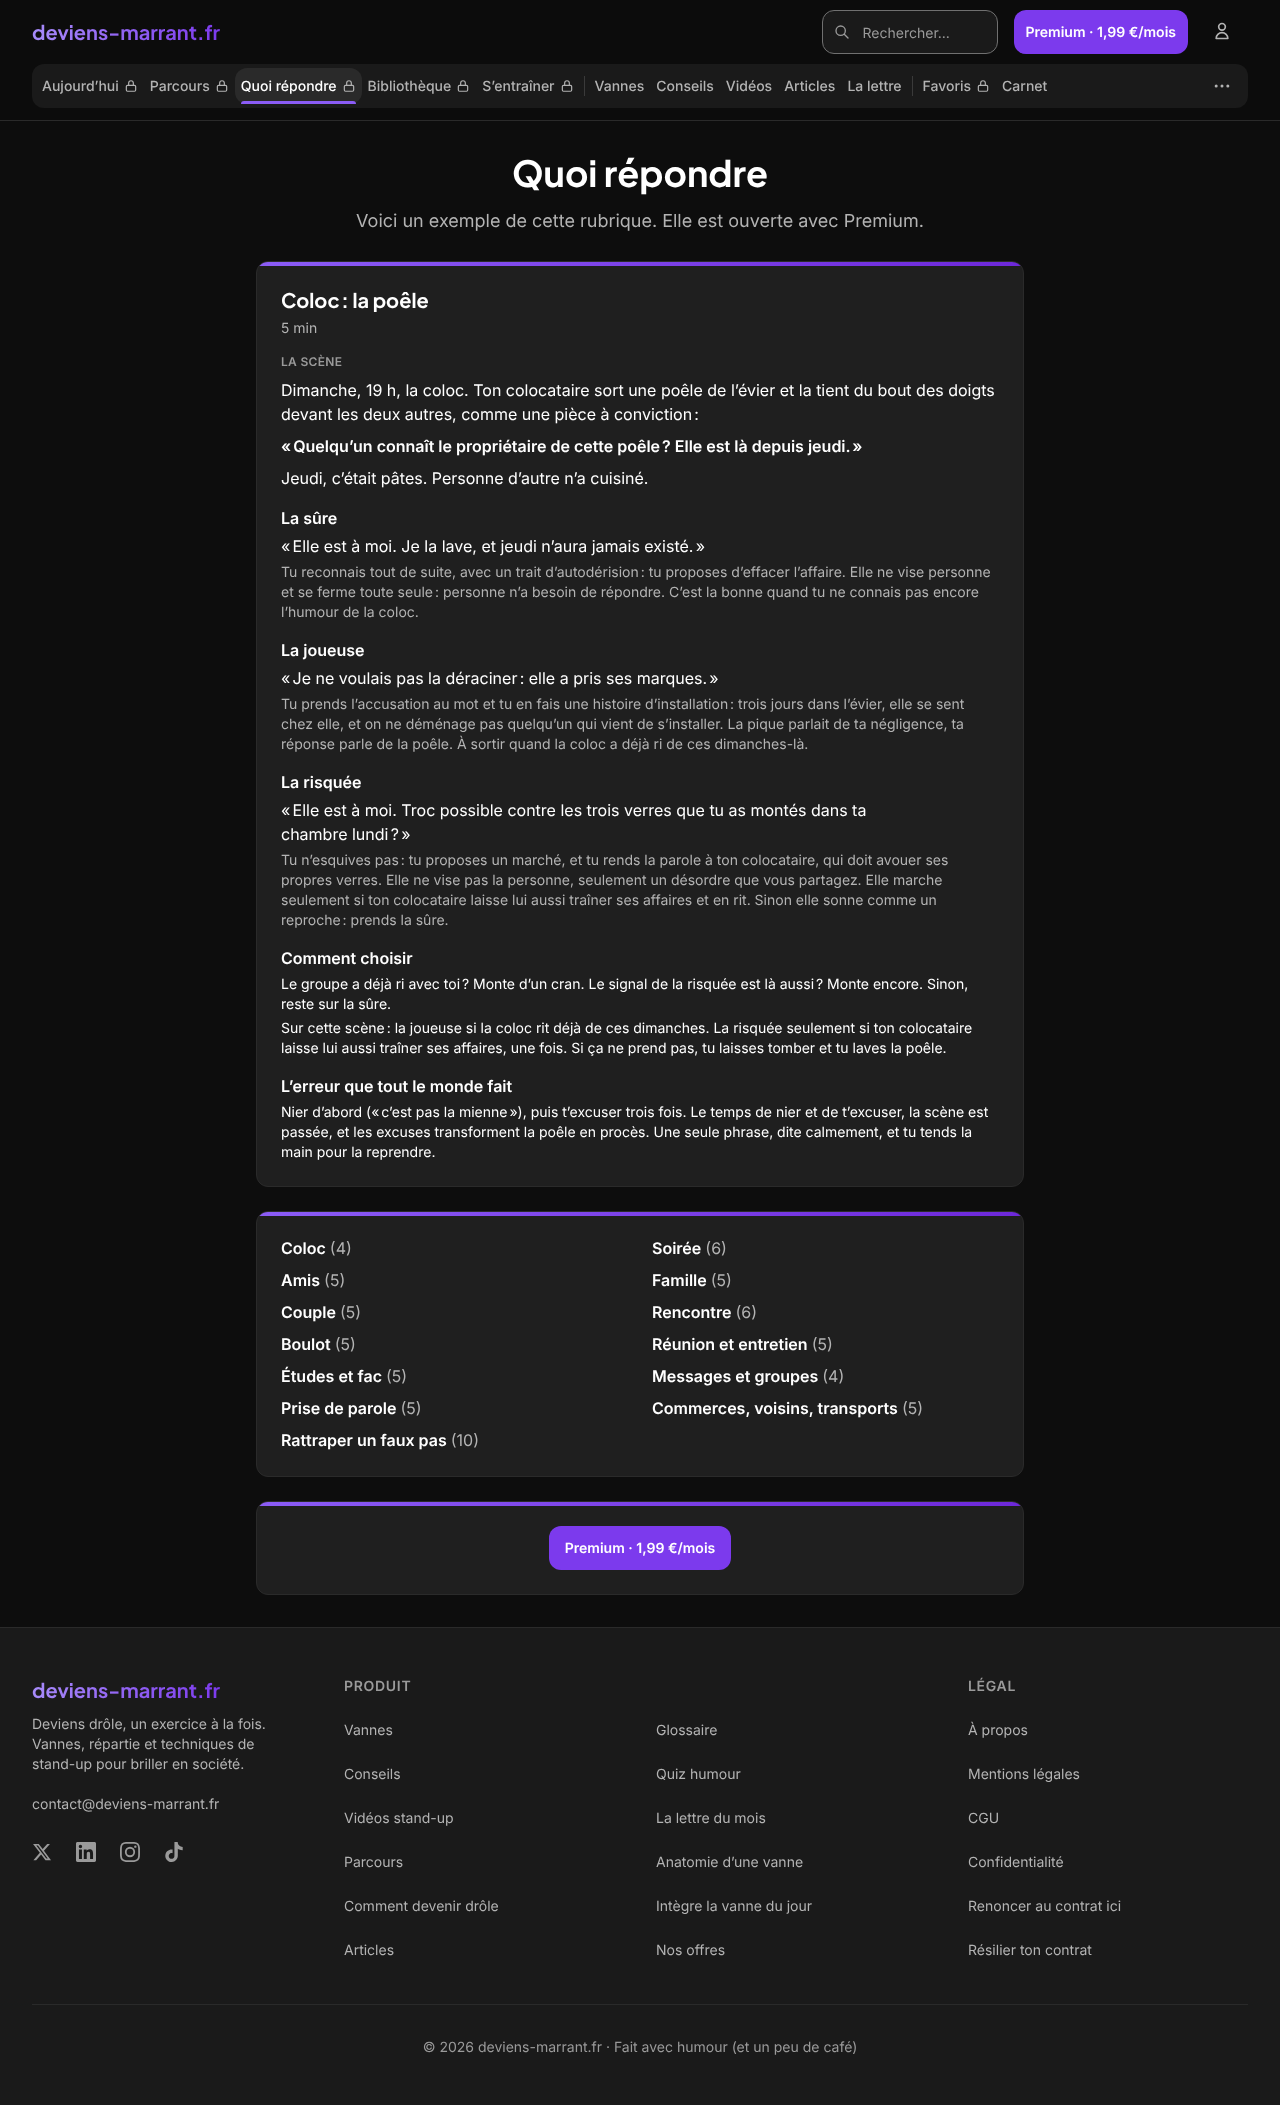 deviens-marrant.fr
Rechercher...
Premium · 1,99 €/mois
Aujourd’hui
Parcours
Quoi répondre
Bibliothèque
S’entraîner
Vannes
Conseils
Vidéos
Articles
La lettre
Favoris
Carnet
Quoi répondre
Voici un exemple de cette rubrique. Elle est ouverte avec Premium.
Coloc : la poêle
5 min
LA SCÈNE
Dimanche, 19 h, la coloc. Ton colocataire sort une poêle de l’évier et la tient du bout des doigts
devant les deux autres, comme une pièce à conviction :
« Quelqu’un connaît le propriétaire de cette poêle ? Elle est là depuis jeudi. »
Jeudi, c’était pâtes. Personne d’autre n’a cuisiné.
La sûre
« Elle est à moi. Je la lave, et jeudi n’aura jamais existé. »
Tu reconnais tout de suite, avec un trait d’autodérision : tu proposes d’effacer l’affaire. Elle ne vise personne
et se ferme toute seule : personne n’a besoin de répondre. C’est la bonne quand tu ne connais pas encore
l’humour de la coloc.
La joueuse
« Je ne voulais pas la déraciner : elle a pris ses marques. »
Tu prends l’accusation au mot et tu en fais une histoire d’installation : trois jours dans l’évier, elle se sent
chez elle, et on ne déménage pas quelqu’un qui vient de s’installer. La pique parlait de ta négligence, ta
réponse parle de la poêle. À sortir quand la coloc a déjà ri de ces dimanches-là.
La risquée
« Elle est à moi. Troc possible contre les trois verres que tu as montés dans ta
chambre lundi ? »
Tu n’esquives pas : tu proposes un marché, et tu rends la parole à ton colocataire, qui doit avouer ses
propres verres. Elle ne vise pas la personne, seulement un désordre que vous partagez. Elle marche
seulement si ton colocataire laisse lui aussi traîner ses affaires et en rit. Sinon elle sonne comme un
reproche : prends la sûre.
Comment choisir
Le groupe a déjà ri avec toi ? Monte d’un cran. Le signal de la risquée est là aussi ? Monte encore. Sinon,
reste sur la sûre.
Sur cette scène : la joueuse si la coloc rit déjà de ces dimanches. La risquée seulement si ton colocataire
laisse lui aussi traîner ses affaires, une fois. Si ça ne prend pas, tu laisses tomber et tu laves la poêle.
L’erreur que tout le monde fait
Nier d’abord (« c’est pas la mienne »), puis t’excuser trois fois. Le temps de nier et de t’excuser, la scène est
passée, et les excuses transforment la poêle en procès. Une seule phrase, dite calmement, et tu tends la
main pour la reprendre.
Coloc (4)
Soirée (6)
Amis (5)
Famille (5)
Couple (5)
Rencontre (6)
Boulot (5)
Réunion et entretien (5)
Études et fac (5)
Messages et groupes (4)
Prise de parole (5)
Commerces, voisins, transports (5)
Rattraper un faux pas (10)
Premium · 1,99 €/mois
deviens-marrant.fr
Deviens drôle, un exercice à la fois.
Vannes, répartie et techniques de
stand-up pour briller en société.
contact@deviens-marrant.fr
PRODUIT
Vannes
Conseils
Vidéos stand-up
Parcours
Comment devenir drôle
Articles
Glossaire
Quiz humour
La lettre du mois
Anatomie d’une vanne
Intègre la vanne du jour
Nos offres
LÉGAL
À propos
Mentions légales
CGU
Confidentialité
Renoncer au contrat ici
Résilier ton contrat
© 2026 deviens-marrant.fr · Fait avec humour (et un peu de café)